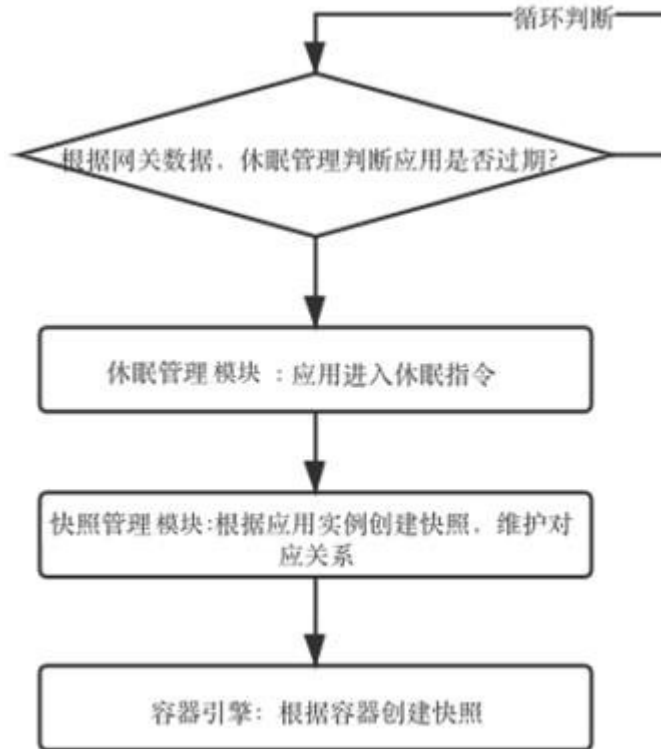 循环判断
根据网关数据，休眠管理判断应用是否过期?
休眠管理模块：应用进入休眠指令
快照管理模块:根据应用实例创建快照，维护对
应关系
容器引擎：根据容器创建快照